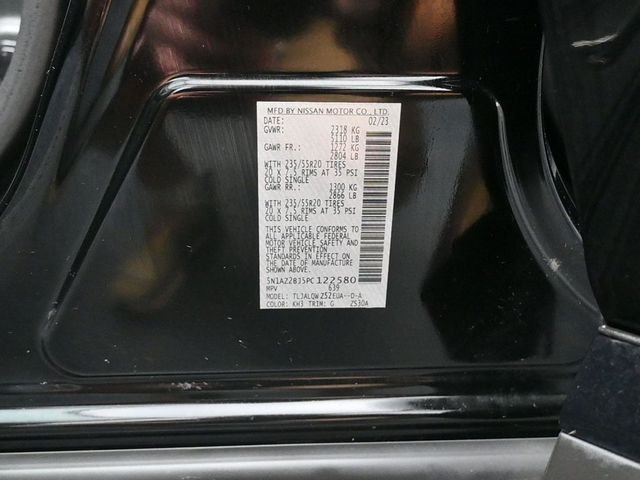 MFD BY NISSAN MOTOR CO., LTD.
DATE: 02/23
GVWR: 2318 KG
5110 LB
GAWR FR.: 1272 KG
2804 LB
WITH 235/55R20 TIRES
20 X 7.5 RIMS AT 35 PSI
COLD SINGLE
GAWR RR.: 1300 KG
2866 LB
WITH 235/55R20 TIRES
20 X 7.5 RIMS AT 35 PSI
COLD SINGLE
THIS VEHICLE CONFORMS TO
ALL APPLICABLE FEDERAL
MOTOR VEHICLE SAFETY AND
THEFT PREVENTION STANDARDS
IN EFFECT ON THE DATE OF
MANUFACTURE
SHOWN ABOVE.
5N1AZ2BJ5PC122580
MPV 639
MODEL: TLJALQWZ52EUA--D-A
COLOR: KH3 TRIM: G ZS30A